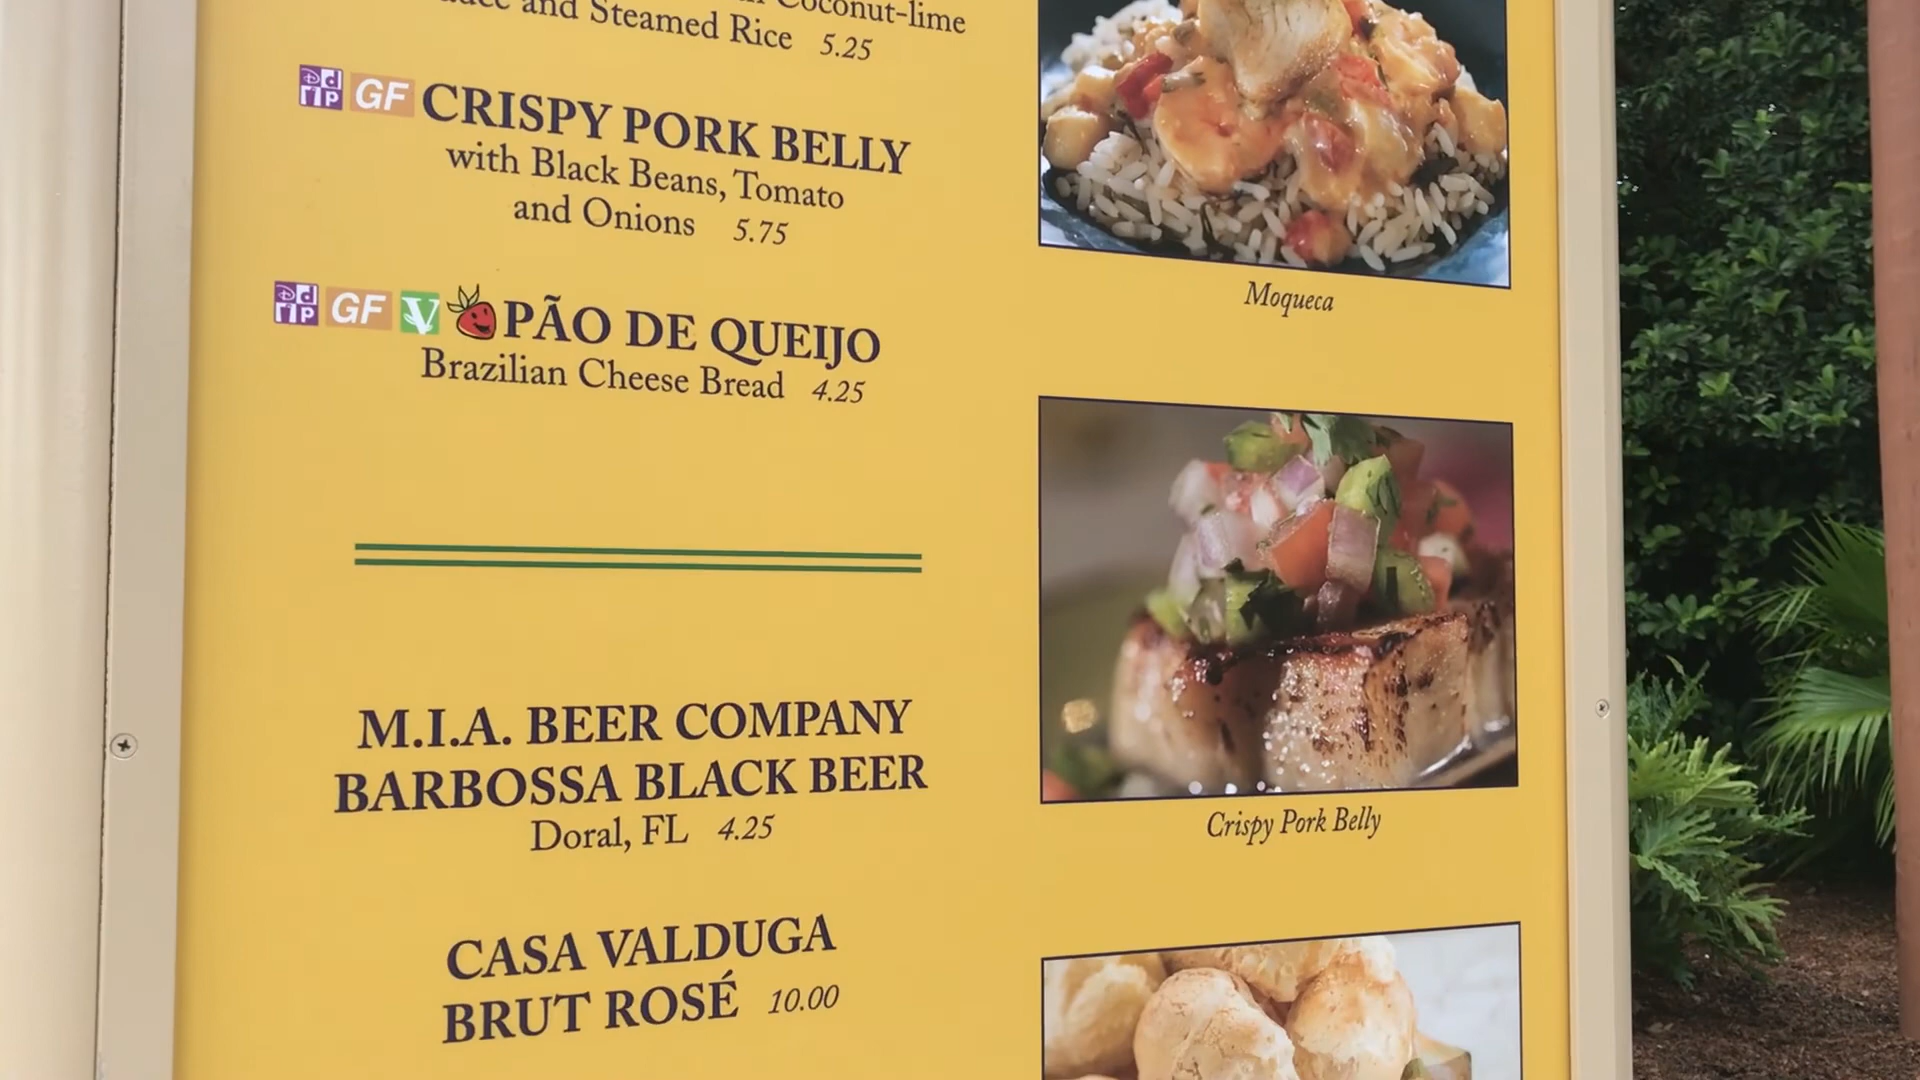 Coconut-lime
and Steamed Rice 5.25
GF CRISPY PORK BELLY
with Black Beans, Tomato
and Onions 5.75
GF V PÃO DE QUEIJO
Brazilian Cheese Bread 4.25
M.I.A. BEER COMPANY
BARBOSSA BLACK BEER
Doral, FL 4.25
CASA VALDUGA
BRUT ROSÉ 10.00
Moqueca
Crispy Pork Belly